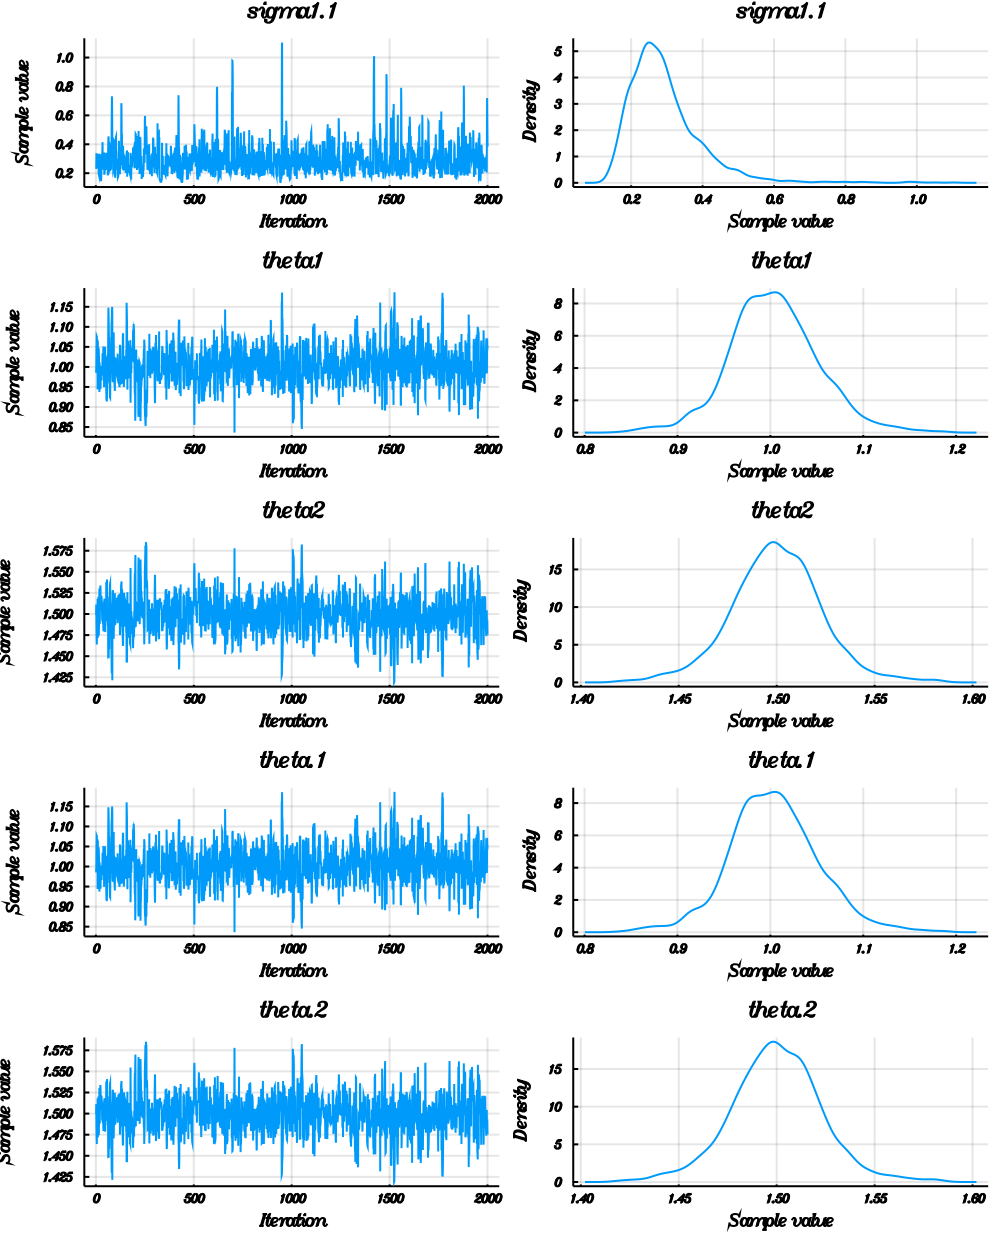 sigma1.1 sigma1.1
Sample value
1.0
0.8
0.6
0.4
0.2
0 500 1000 1500 2000
Iteration
Density
5
4
3
2
1
0
0.2 0.4 0.6 0.8 1.0
Sample value
theta1 theta1
Sample value
1.15
1.10
1.05
1.00
0.95
0.90
0.85
0 500 1000 1500 2000
Iteration
Density
8
6
4
2
0
0.8 0.9 1.0 1.1 1.2
Sample value
theta2 theta2
Sample value
1.575
1.550
1.525
1.500
1.475
1.450
1.425
0 500 1000 1500 2000
Iteration
Density
15
10
5
0
1.40 1.45 1.50 1.55 1.60
Sample value
theta.1 theta.1
Sample value
1.15
1.10
1.05
1.00
0.95
0.90
0.85
0 500 1000 1500 2000
Iteration
Density
8
6
4
2
0
0.8 0.9 1.0 1.1 1.2
Sample value
theta.2 theta.2
Sample value
1.575
1.550
1.525
1.500
1.475
1.450
1.425
0 500 1000 1500 2000
Iteration
Density
15
10
5
0
1.40 1.45 1.50 1.55 1.60
Sample value